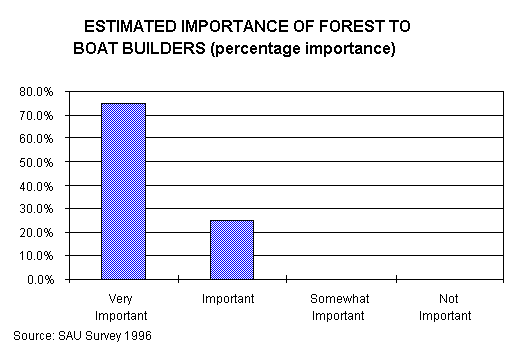 ESTIMATED IMPORTANCE OF FOREST TO
BOAT BUILDERS (percentage importance)
80.0%
70.0%
60.0%
50.0%
40.0%
30.0%
20.0%
10.0%
0.0%
Very
Important
Important
Somewhat
Important
Not
Important
Source: SAU Survey 1996